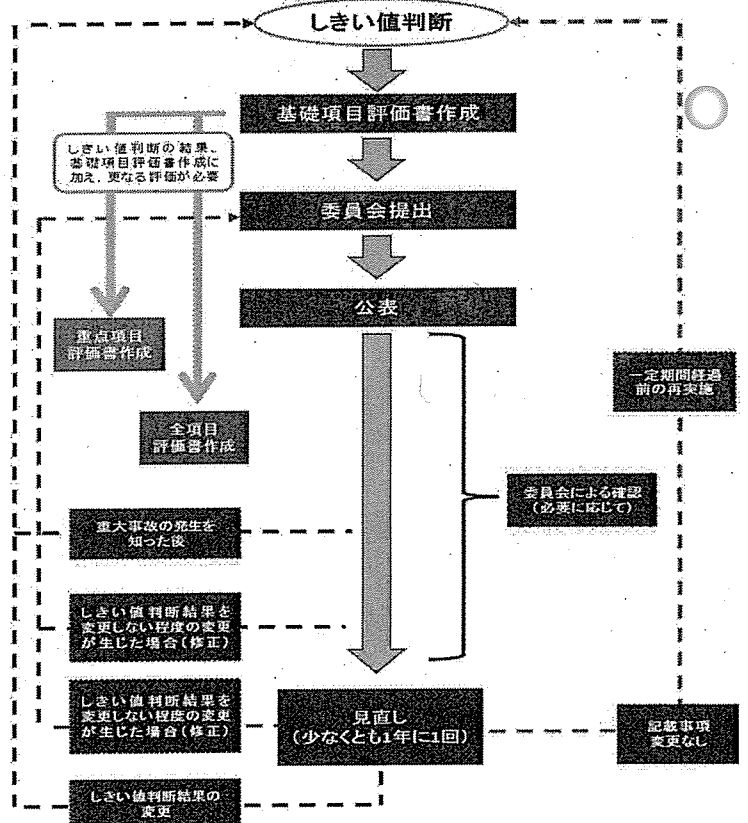 しきい値判断
基礎項目評価書作成
しきい値判断の結果、
基礎項目評価書作成に
加え、更なる評価が必要
委員会提出
公表
重点項目
評価書作成
一定期間経過
前の再実施
全項目
評価書作成
委員会による確認
(必要に応じて)
重大事故の発生を
知った後
しきい値判断結果を
変更しない程度の変更
が生じた場合(修正)
しきい値判断結果を
変更しない程度の変更
が生じた場合(修正)
見直し
(少なくとも1年に1回)
記載事項
変更なし
しきい値判断結果の
変更